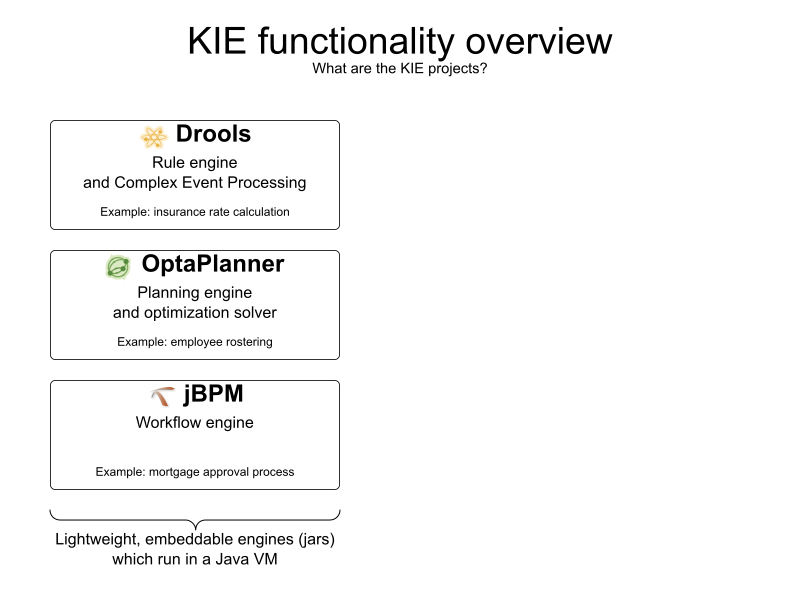 KIE functionality overview
What are the KIE projects?
Drools
Rule engine
and Complex Event Processing
Example: insurance rate calculation
OptaPlanner
Planning engine
and optimization solver
Example: employee rostering
jBPM
Workflow engine
Example: mortgage approval process
Lightweight, embeddable engines (jars)
which run in a Java VM